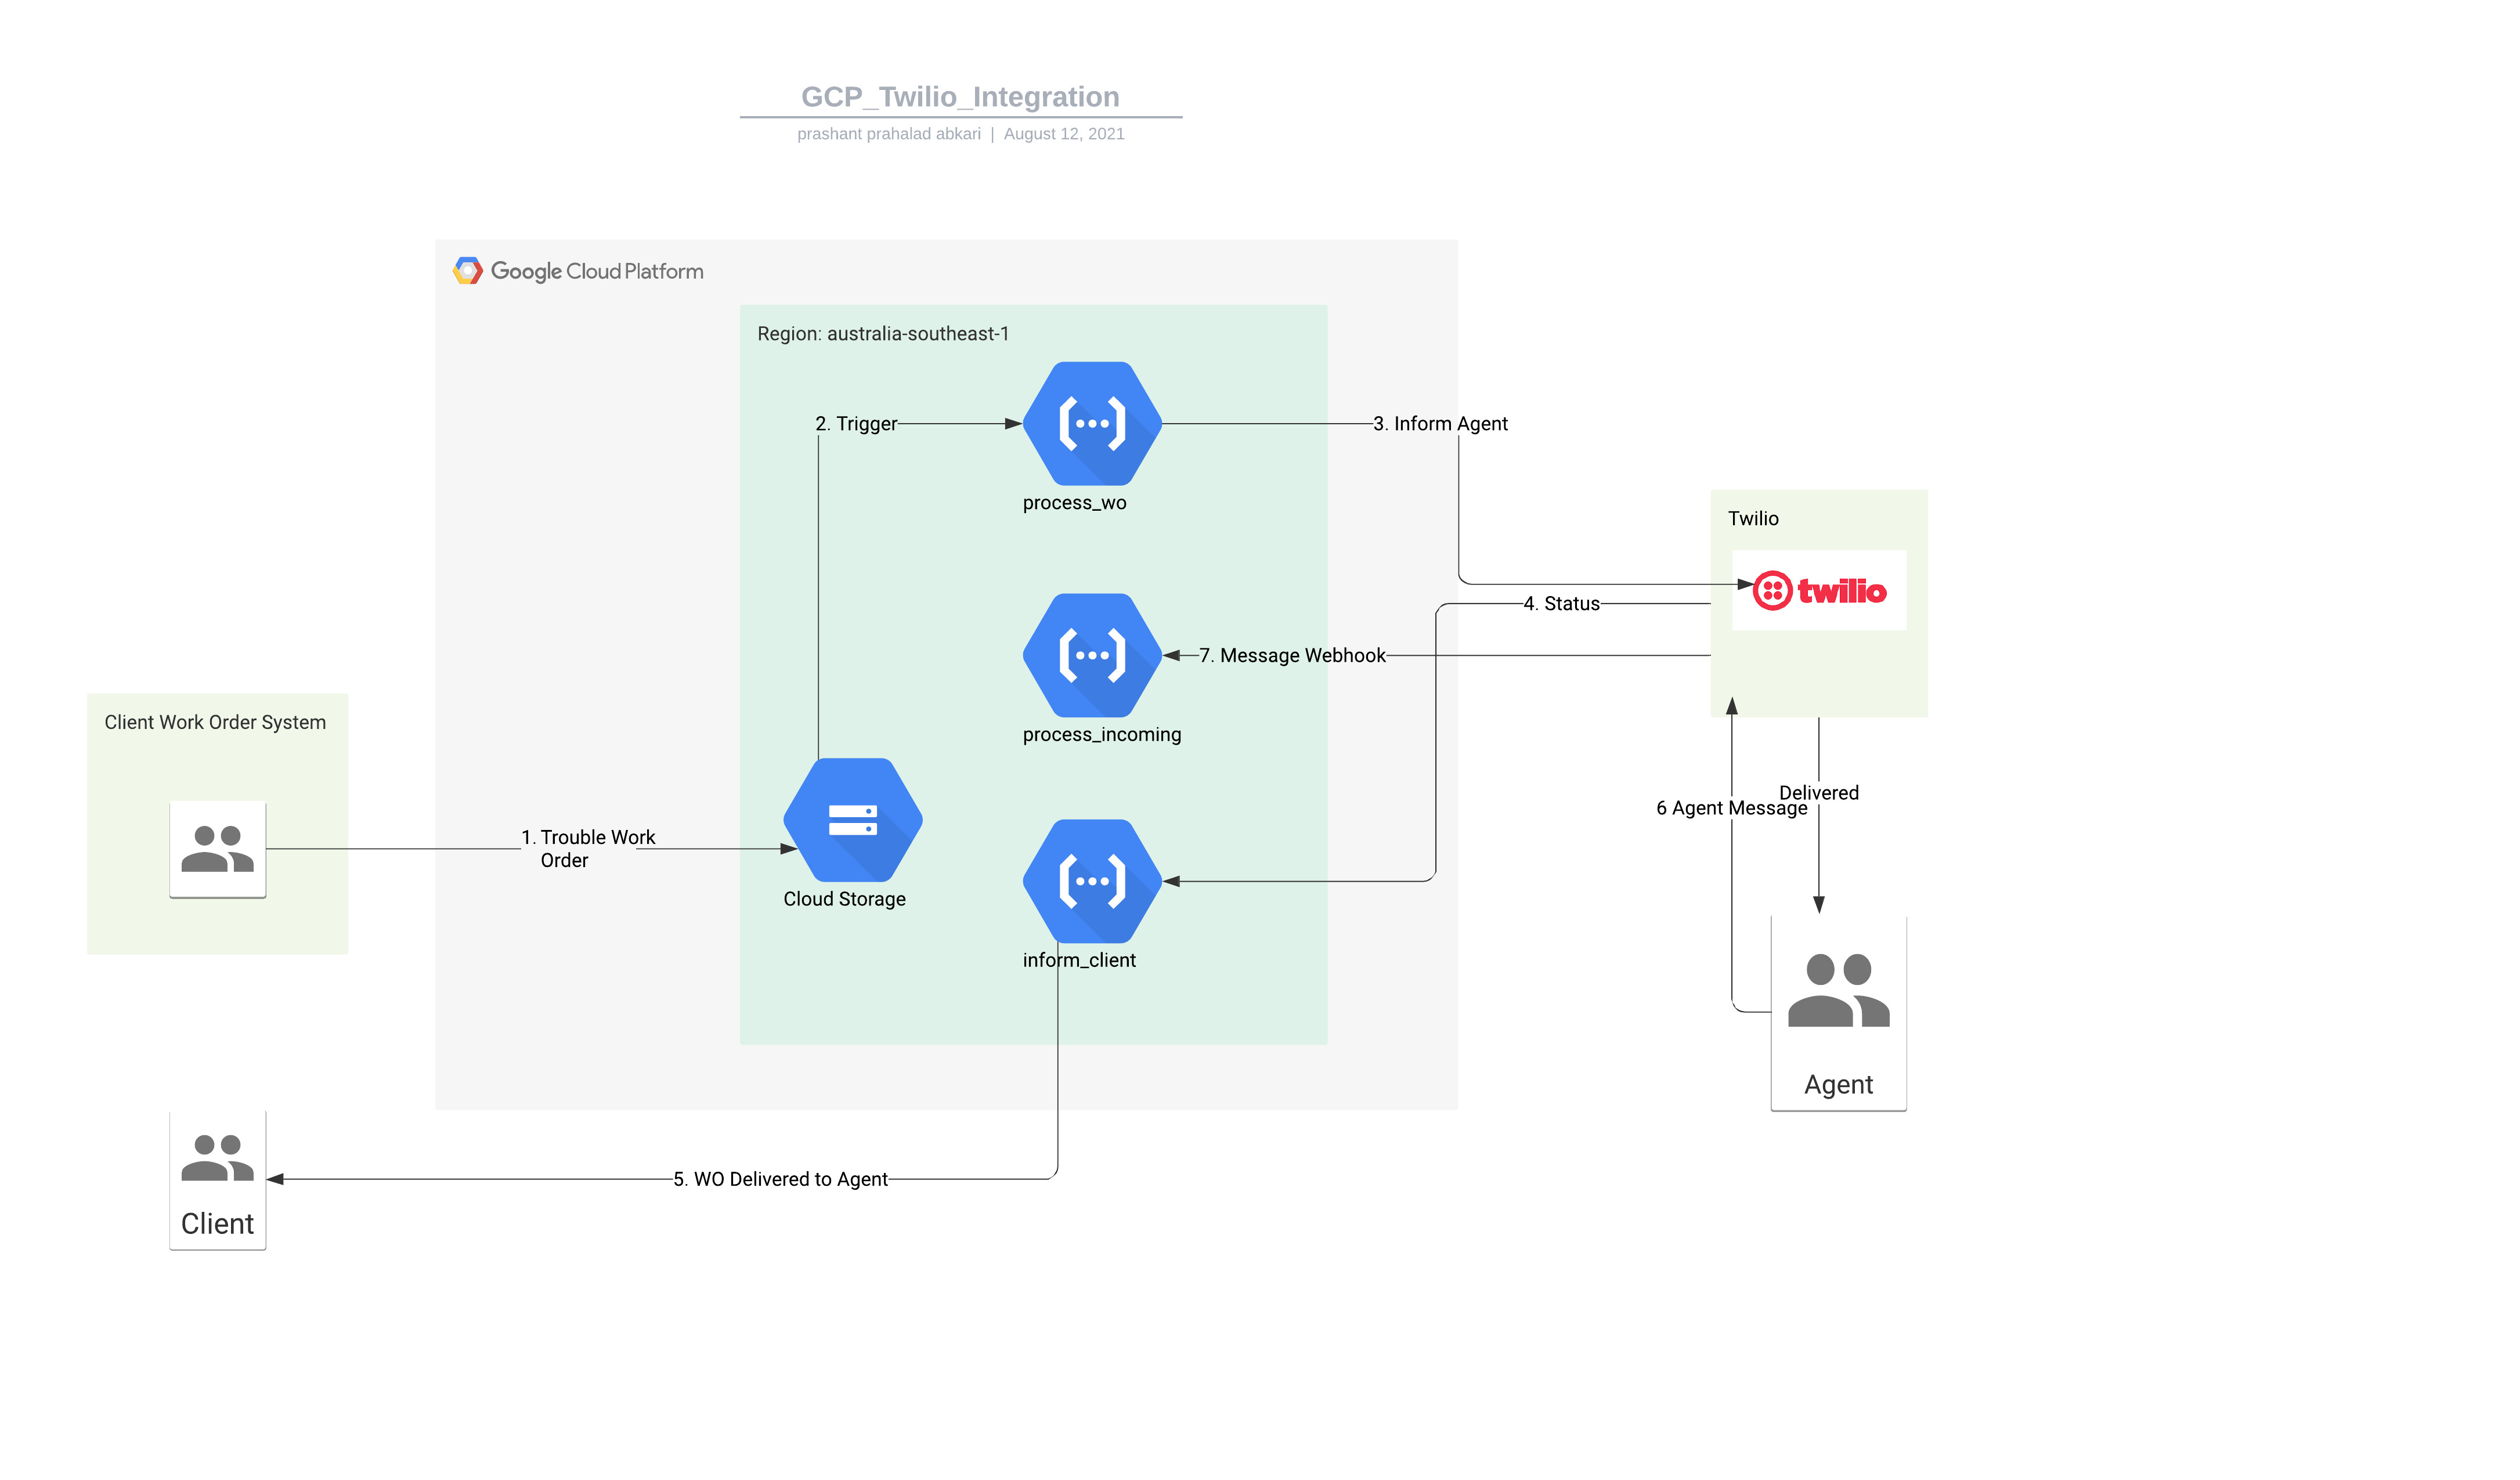 GCP_Twilio_Integration
prashant prahalad abkari | August 12, 2021
Google Cloud Platform
Region: australia-southeast-1
2. Trigger
3. Inform Agent
process_wo
Twilio
twilio
4. Status
7. Message Webhook
process_incoming
Client Work Order System
1. Trouble Work
Order
Cloud Storage
inform_client
Delivered
6 Agent Message
Agent
5. WO Delivered to Agent
Client